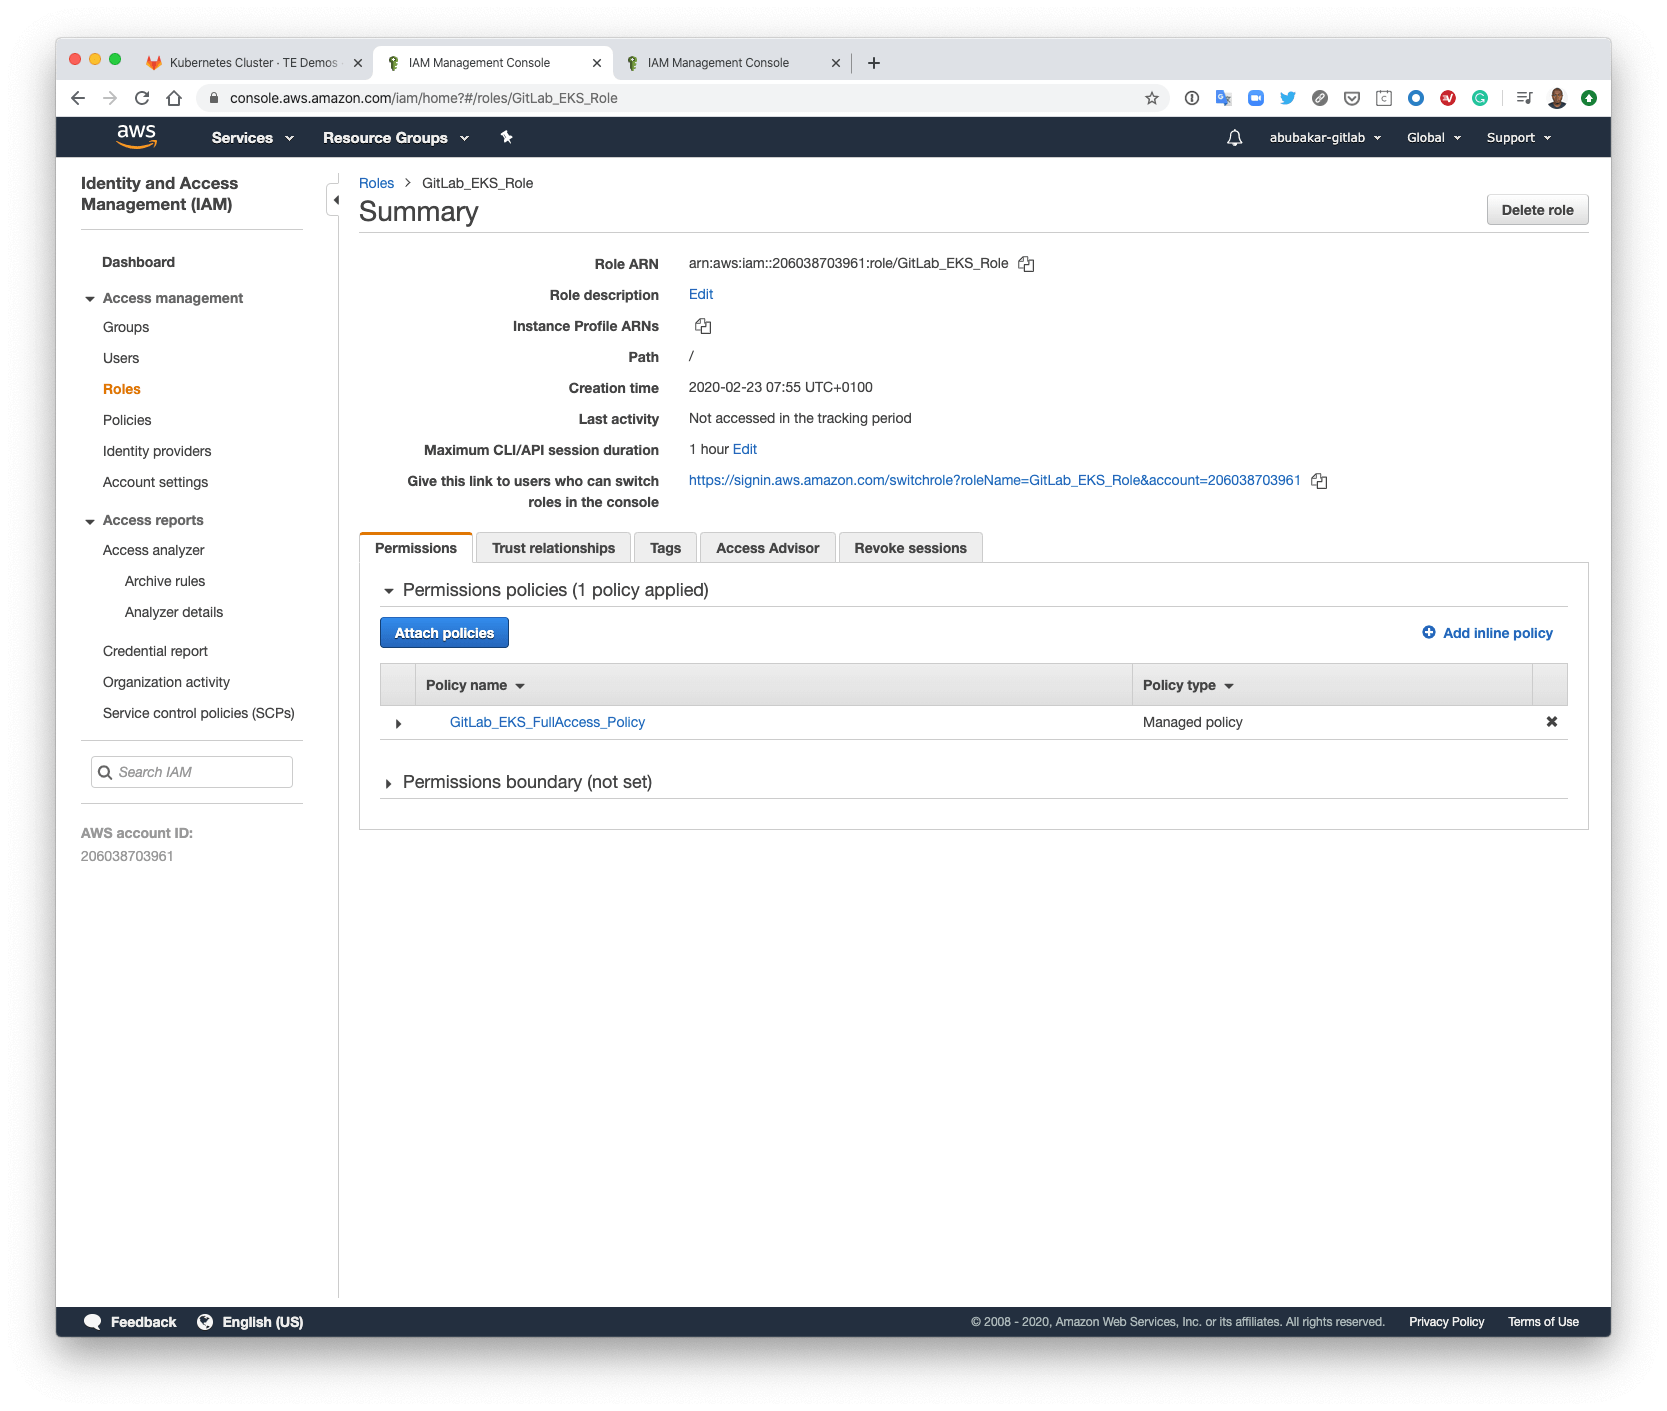 Kubernetes Cluster · TE Demos
IAM Management Console
IAM Management Console
console.aws.amazon.com/iam/home?#/roles/GitLab_EKS_Role
aws
Services
Resource Groups
abubakar-gitlab
Global
Support
Identity and Access
Management (IAM)
Dashboard
Access management
Groups
Users
Roles
Policies
Identity providers
Account settings
Access reports
Access analyzer
Archive rules
Analyzer details
Credential report
Organization activity
Service control policies (SCPs)
Search IAM
AWS account ID:
206038703961
Roles > GitLab_EKS_Role
Summary
Delete role
Role ARN arn:aws:iam::206038703961:role/GitLab_EKS_Role
Role description Edit
Instance Profile ARNs
Path /
Creation time 2020-02-23 07:55 UTC+0100
Last activity Not accessed in the tracking period
Maximum CLI/API session duration 1 hour Edit
Give this link to users who can switch https://signin.aws.amazon.com/switchrole?roleName=GitLab_EKS_Role&account=206038703961
roles in the console
Permissions
Trust relationships
Tags
Access Advisor
Revoke sessions
Permissions policies (1 policy applied)
Attach policies
Add inline policy
Policy name
Policy type
GitLab_EKS_FullAccess_Policy
Managed policy
Permissions boundary (not set)
Feedback
English (US)
© 2008 - 2020, Amazon Web Services, Inc. or its affiliates. All rights reserved.
Privacy Policy
Terms of Use